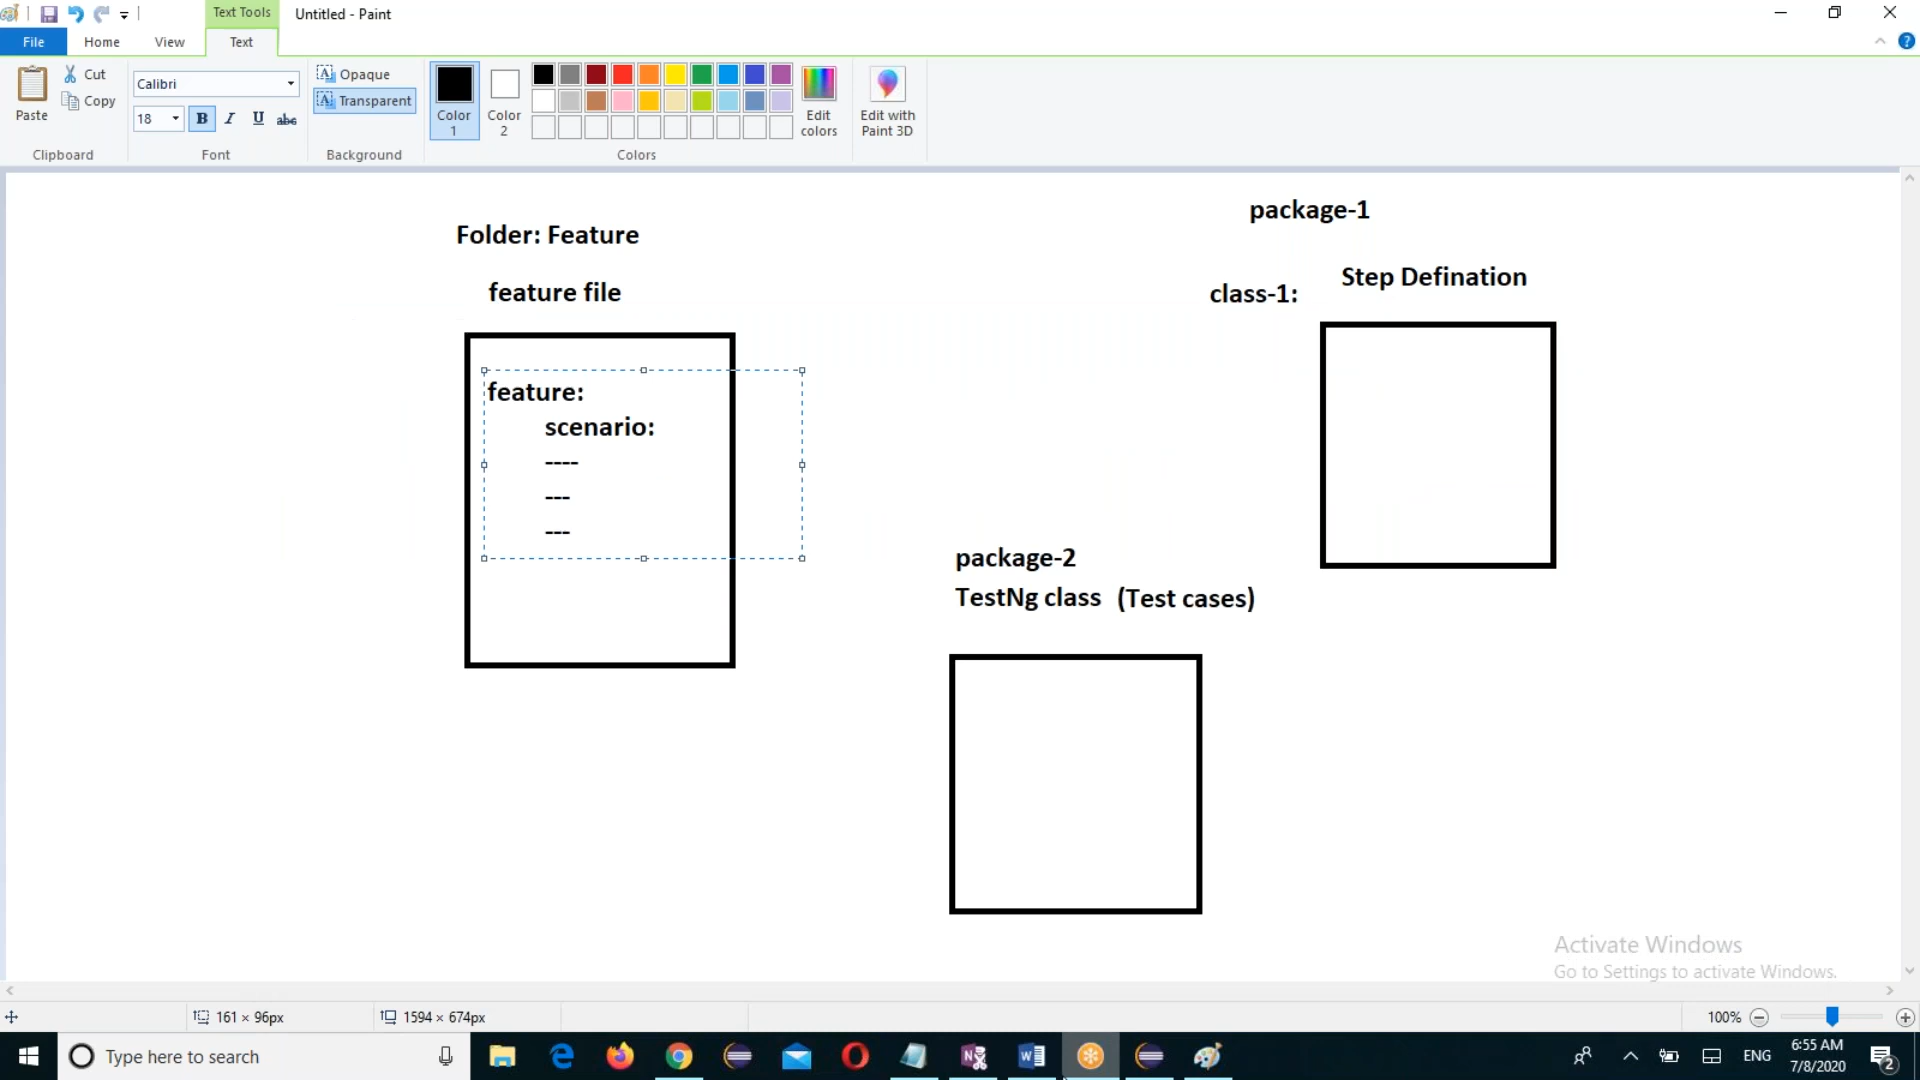 Text Tools
Untitled - Paint
File
Home
View
Text
Paste
Cut
Copy
Clipboard
Calibri
18
B
I
U
abc
Font
Opaque
Transparent
Background
Color 1
Color 2
Edit colors
Colors
Edit with Paint 3D
Folder: Feature
feature file
feature:
scenario:
----
---
---
package-1
class-1:
Step Defination
package-2
TestNg class (Test cases)
Activate Windows
Go to Settings to activate Windows.
161 × 96px
1594 × 674px
100%
Type here to search
ENG
6:55 AM
7/8/2020
2